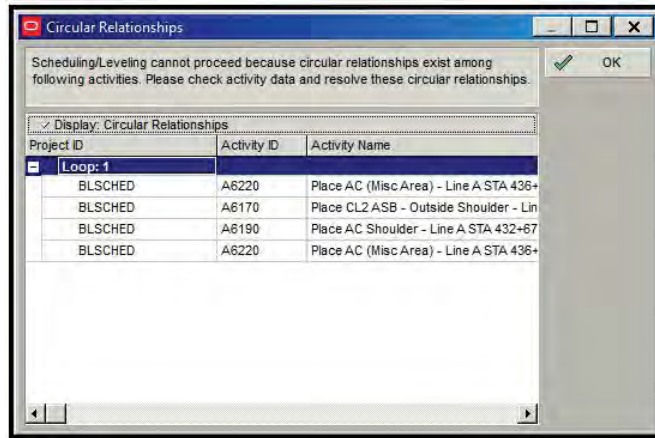 Circular Relationships
Scheduling/Leveling cannot proceed because circular relationships exist among
following activities. Please check activity data and resolve these circular relationships.
OK
Display: Circular Relationships
Project ID Activity ID Activity Name
Loop: 1
BLSCHED A6220 Place AC (Misc Area) - Line A STA 436+
BLSCHED A6170 Place CL2 ASB - Outside Shoulder - Lin
BLSCHED A6190 Place AC Shoulder - Line A STA 432+67
BLSCHED A6220 Place AC (Misc Area) - Line A STA 436+